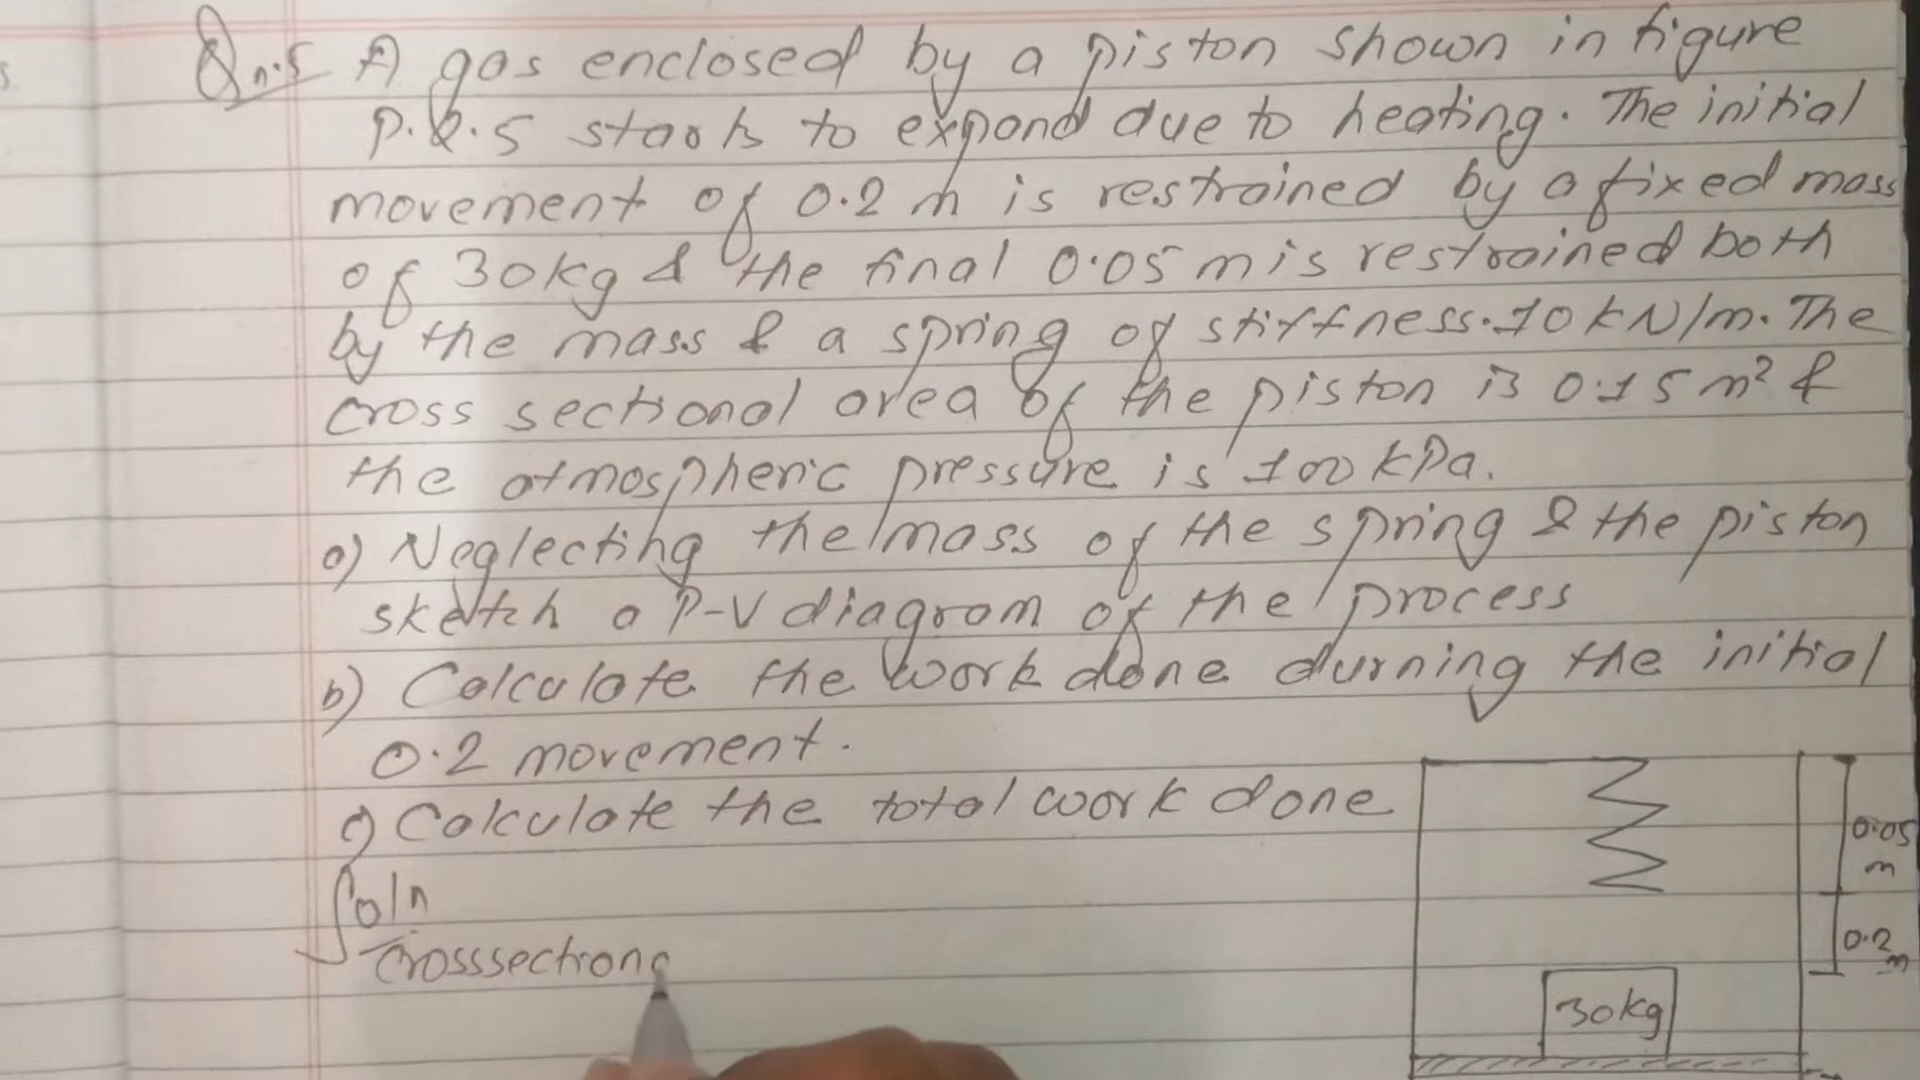 Qn.5 A gas enclosed by a piston shown in figure
P.2.5 starts to expand due to heating. The initial
movement of 0.2 m is restrained by a fixed mass
of 30kg & the final 0.05 m is restrained both
by the mass & a spring of stiffness.10 kN/m. The
cross sectional area of the piston is 0.15 m² &
the atmospheric pressure is 100 kPa.
a) Neglecting the mass of the spring & the piston
sketch a P-V diagram of the process
b) Calculate the work done durning the initial
0.2 movement.
c) Calculate the total work done
Soln
Crosssectiona
0.05
m
0.2
m
30kg